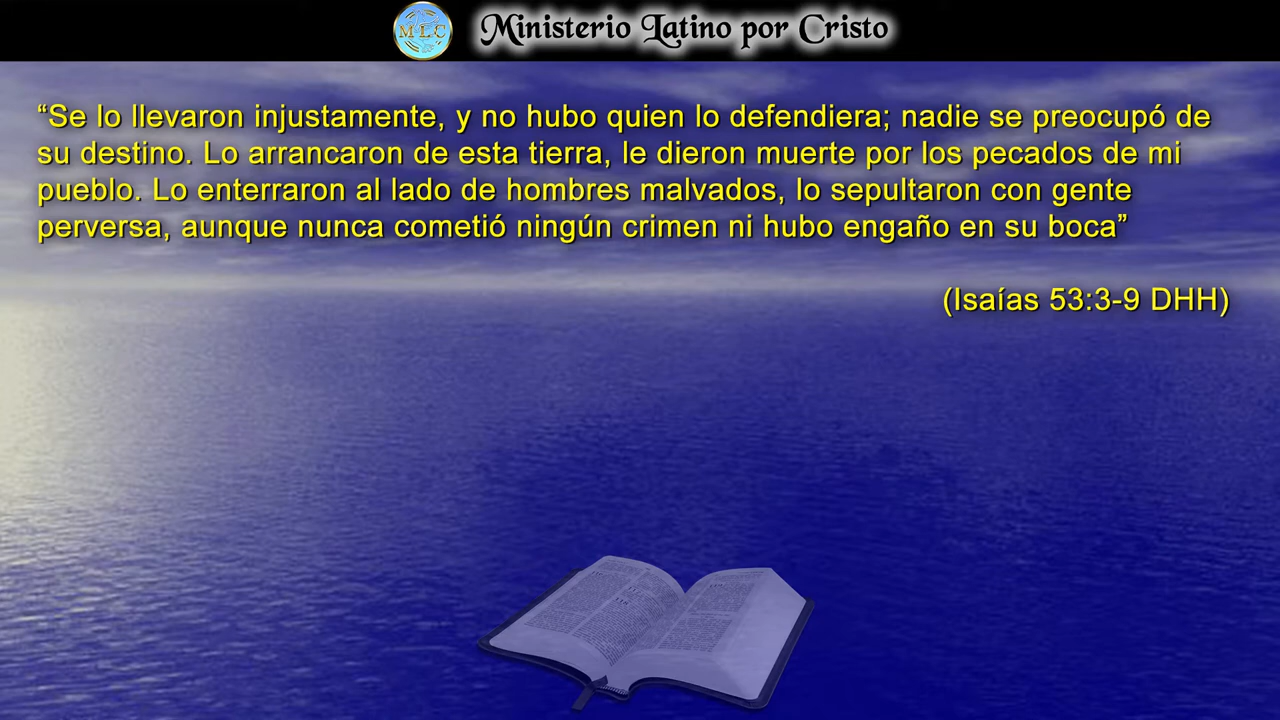 MLC Ministerio Latino por Cristo
“Se lo llevaron injustamente, y no hubo quien lo defendiera; nadie se preocupó de
su destino. Lo arrancaron de esta tierra, le dieron muerte por los pecados de mi
pueblo. Lo enterraron al lado de hombres malvados, lo sepultaron con gente
perversa, aunque nunca cometió ningún crimen ni hubo engaño en su boca”
(Isaías 53:3-9 DHH)